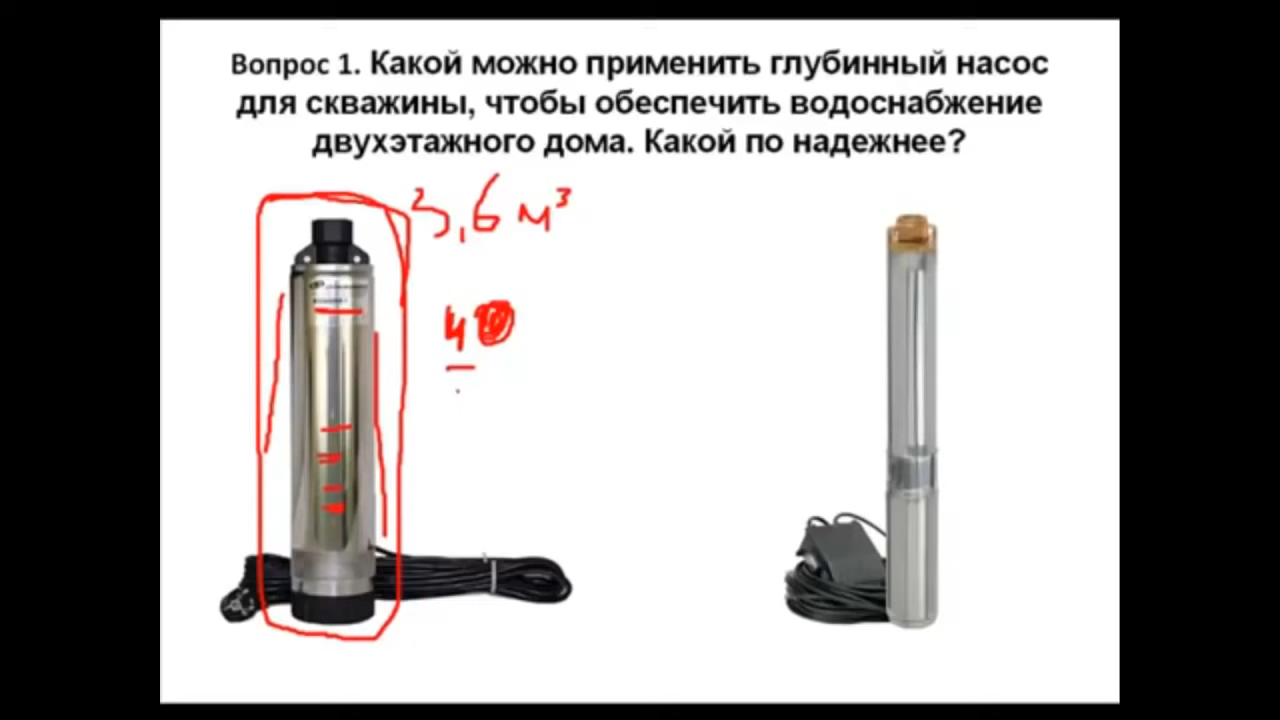 Вопрос 1. Какой можно применить глубинный насос
для скважины, чтобы обеспечить водоснабжение
двухэтажного дома. Какой по надежнее?
3,6 м³
40